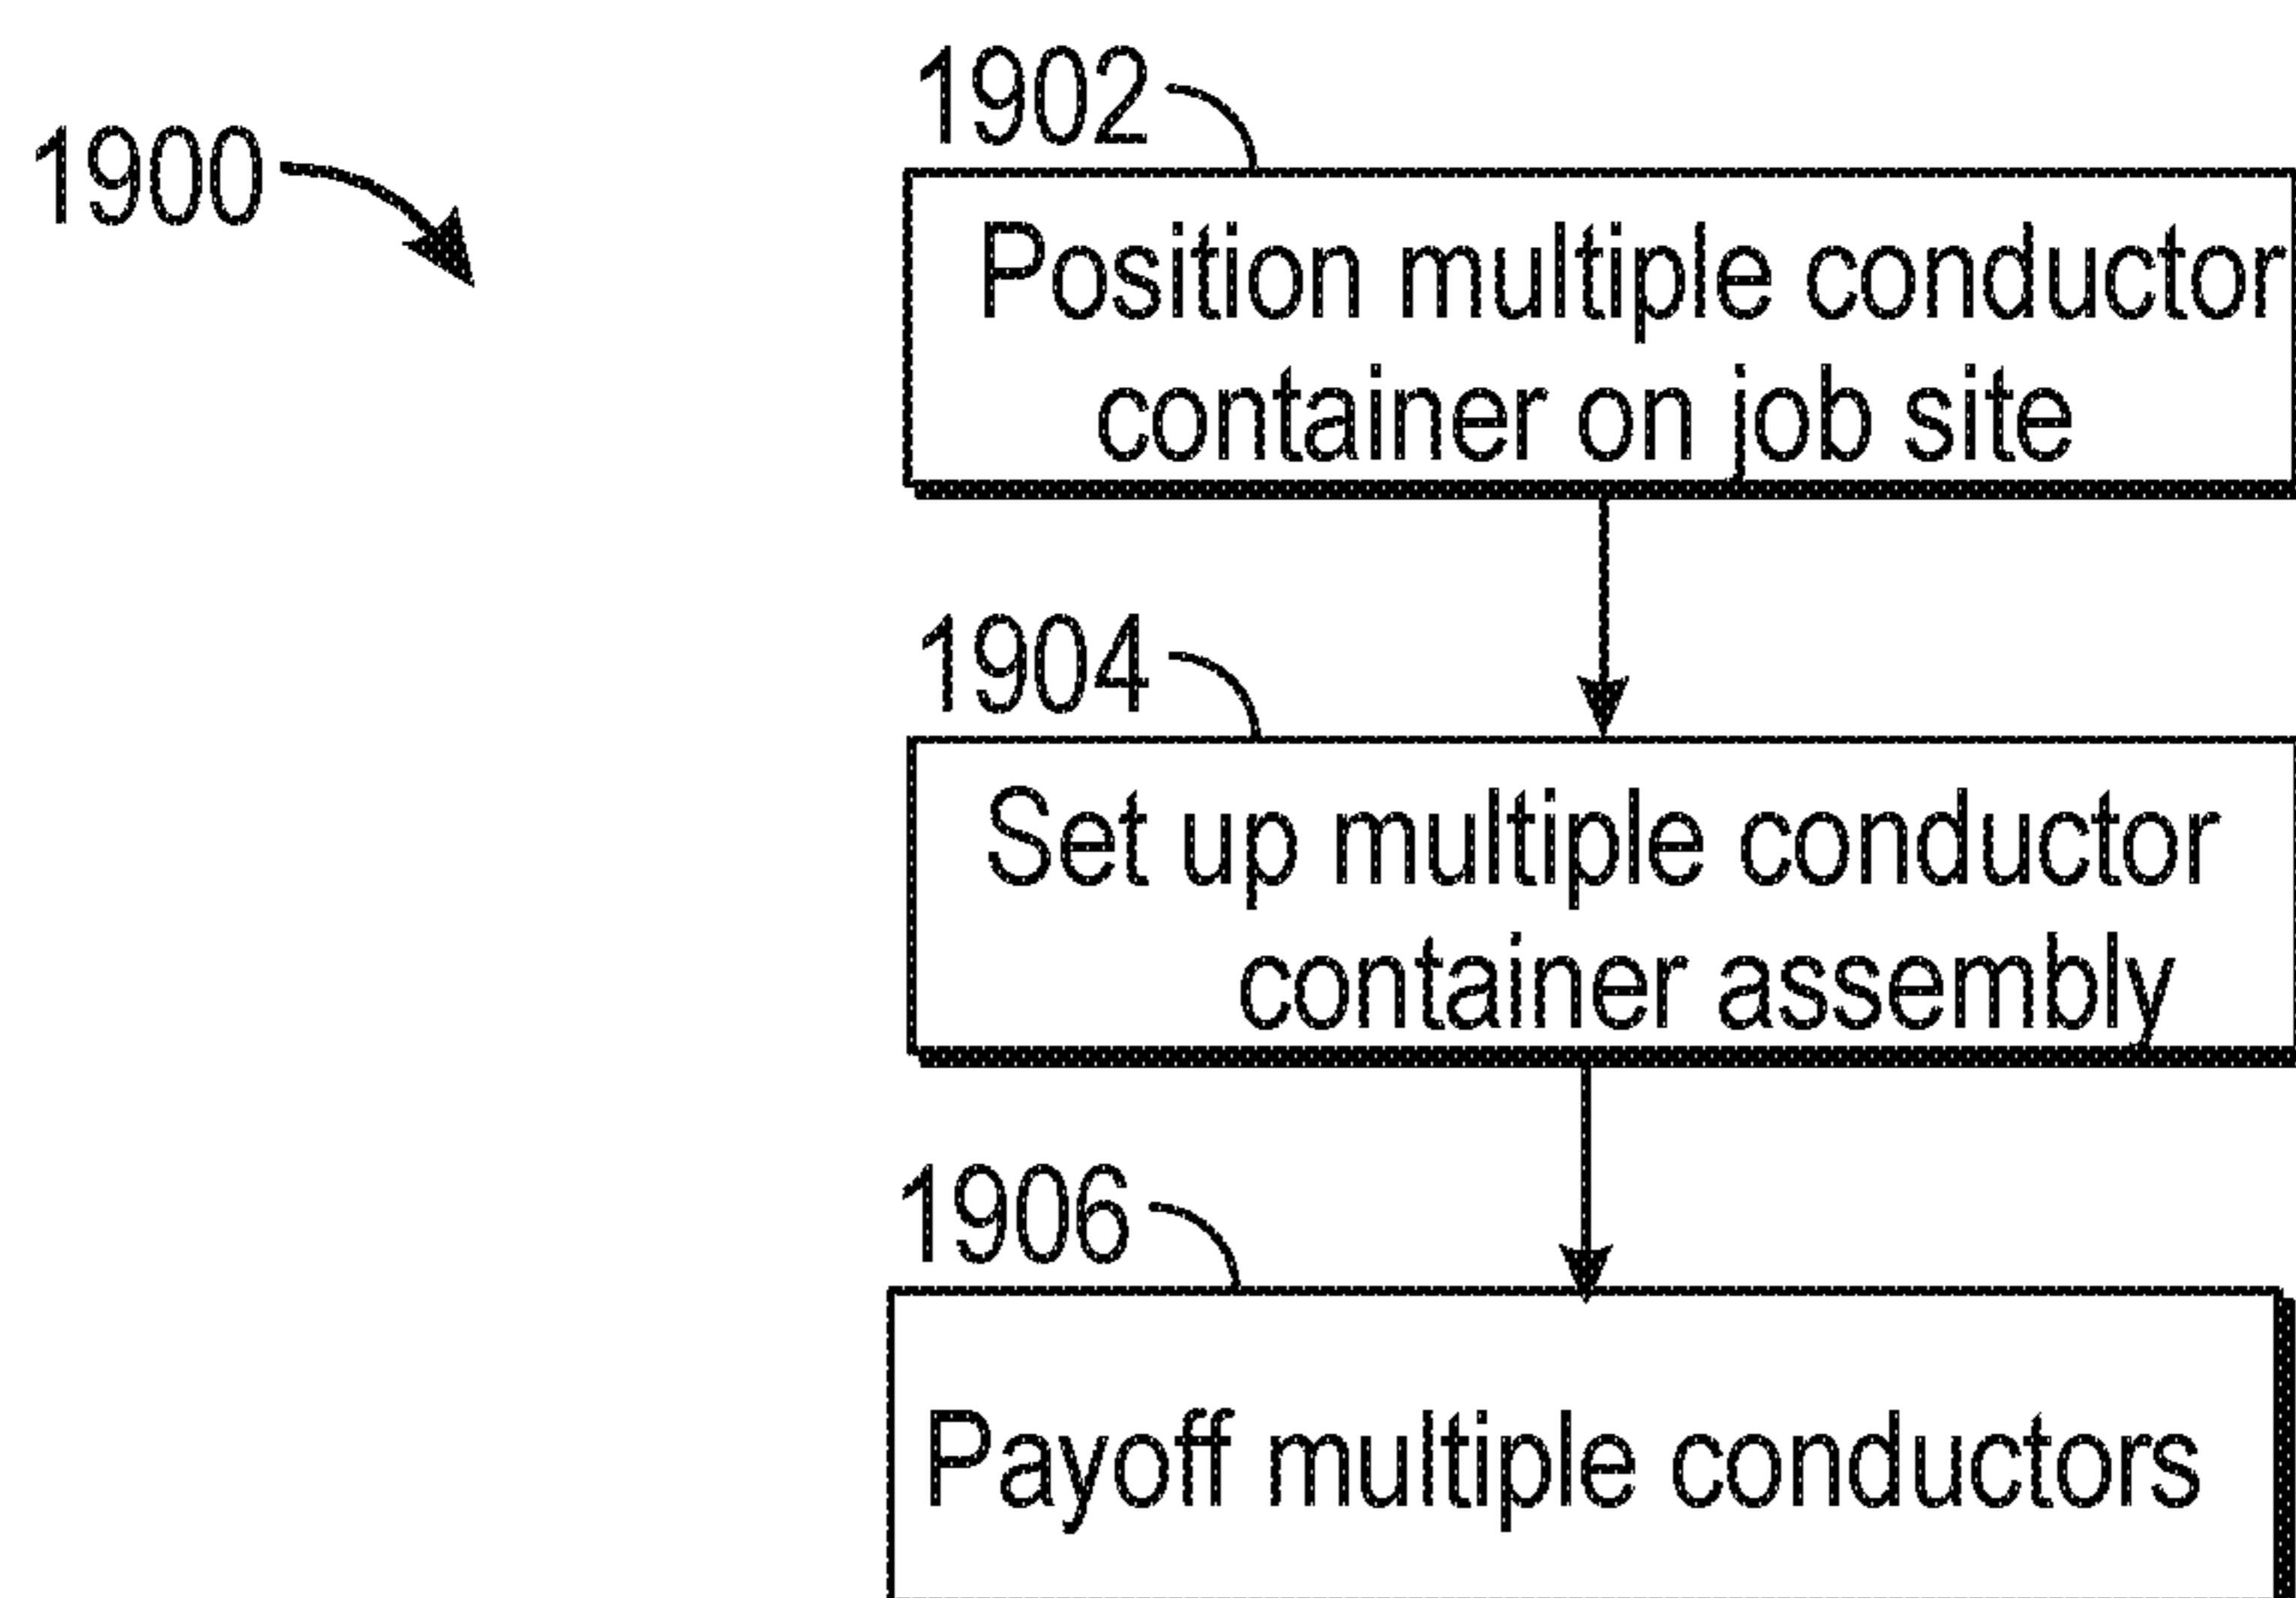 1900
1902
Position multiple conductor
container on job site
1904
Set up multiple conductor
container assembly
1906
Payoff multiple conductors